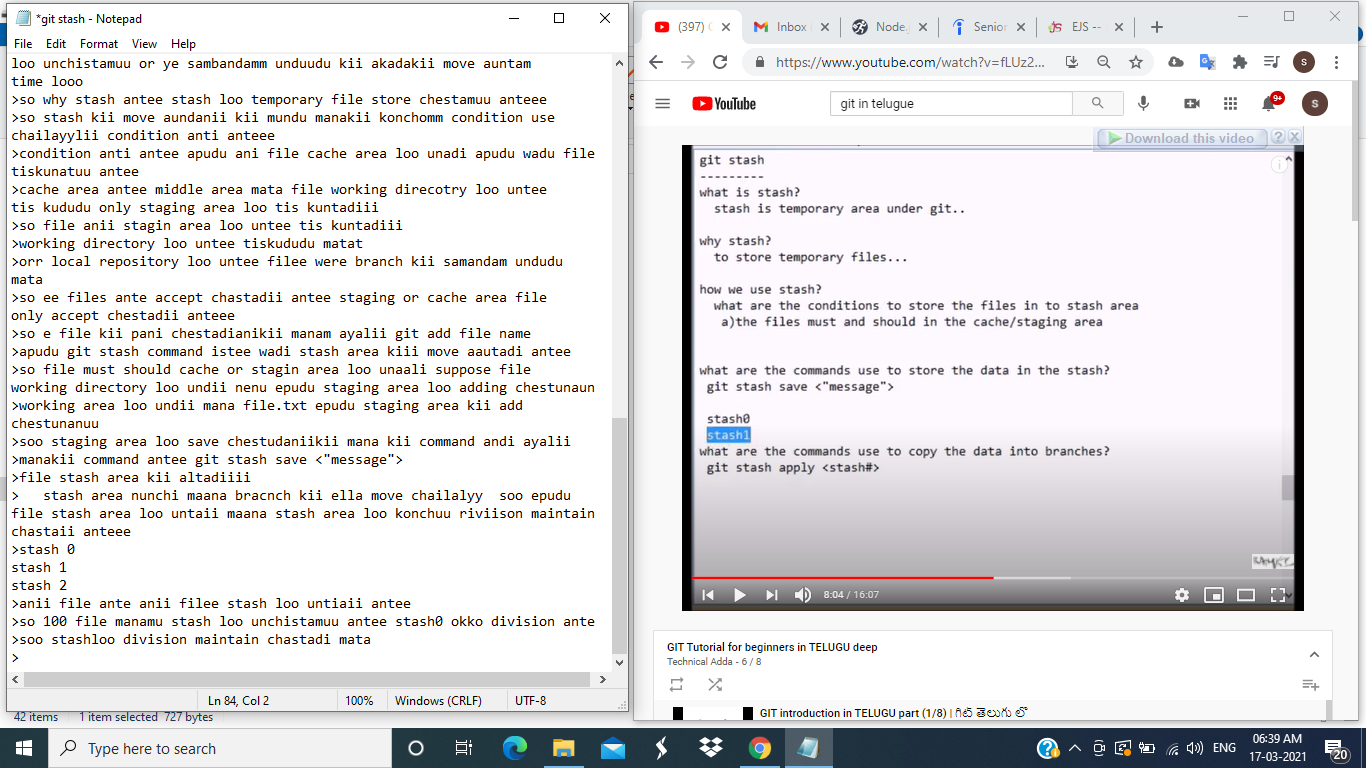 *git stash - Notepad
File Edit Format View Help
loo unchistamuu or ye sambandamm unduudu kii akadakii move auntam
time looo
>so why stash antee stash loo temporary file store chestamuu anteee
>so stash kii move aundanii kii mundu manakii konchomm condition use
chailayylii condition anti anteee
>condition anti antee apudu ani file cache area loo unadi apudu wadu file
tiskunatuu antee
>cache area antee middle area mata file working direcotry loo untee
tis kududu only staging area loo tis kuntadiii
>so file anii stagin area loo untee tis kuntadiii
>working directory loo untee tiskududu matat
>orr local repository loo untee filee were branch kii samandam undudu
mata
>so ee files ante accept chastadii antee staging or cache area file
only accept chestadii anteee
>so e file kii pani chestadianikii manam ayalii git add file name
>apudu git stash command istee wadi stash area kiii move aautadi antee
>so file must should cache or stagin area loo unaali suppose file
working directory loo undii nenu epudu staging area loo adding chestunaun
>working area loo undii mana file.txt epudu staging area kii add
chestunanuu
>soo staging area loo save chestudaniikii mana kii command andi ayalii
>manakii command antee git stash save <"message">
>file stash area kii altadiiii
>   stash area nunchi maana bracnch kii ella move chailalyy  soo epudu
file stash area loo untaii maana stash area loo konchuu riviison maintain
chastaii anteee
>stash 0
stash 1
stash 2
>anii file ante anii filee stash loo untiaii antee
>so 100 file manamu stash loo unchistamuu antee stash0 okko division ante
>soo stashloo division maintain chastadi mata
>
Ln 84, Col 2 100% Windows (CRLF) UTF-8
42 items 1 item selected 727 bytes
(397) Inbox Node. Senior EJS --
https://www.youtube.com/watch?v=fLUz2...
S
YouTube
git in telugue
9+
S
Download this video ? X
git stash
---------
what is stash?
stash is temporary area under git..
why stash?
to store temporary files...
how we use stash?
what are the conditions to store the files in to stash area
a)the files must and should in the cache/staging area
what are the commands use to store the data in the stash?
git stash save <"message">
stash0
stash1
what are the commands use to copy the data into branches?
git stash apply <stash#>
8:04 / 16:07
GIT Tutorial for beginners in TELUGU deep
Technical Adda - 6 / 8
GIT introduction in TELUGU part (1/8) | గిట్ తెలుగు లో
Type here to search
ENG
06:39 AM
17-03-2021
20